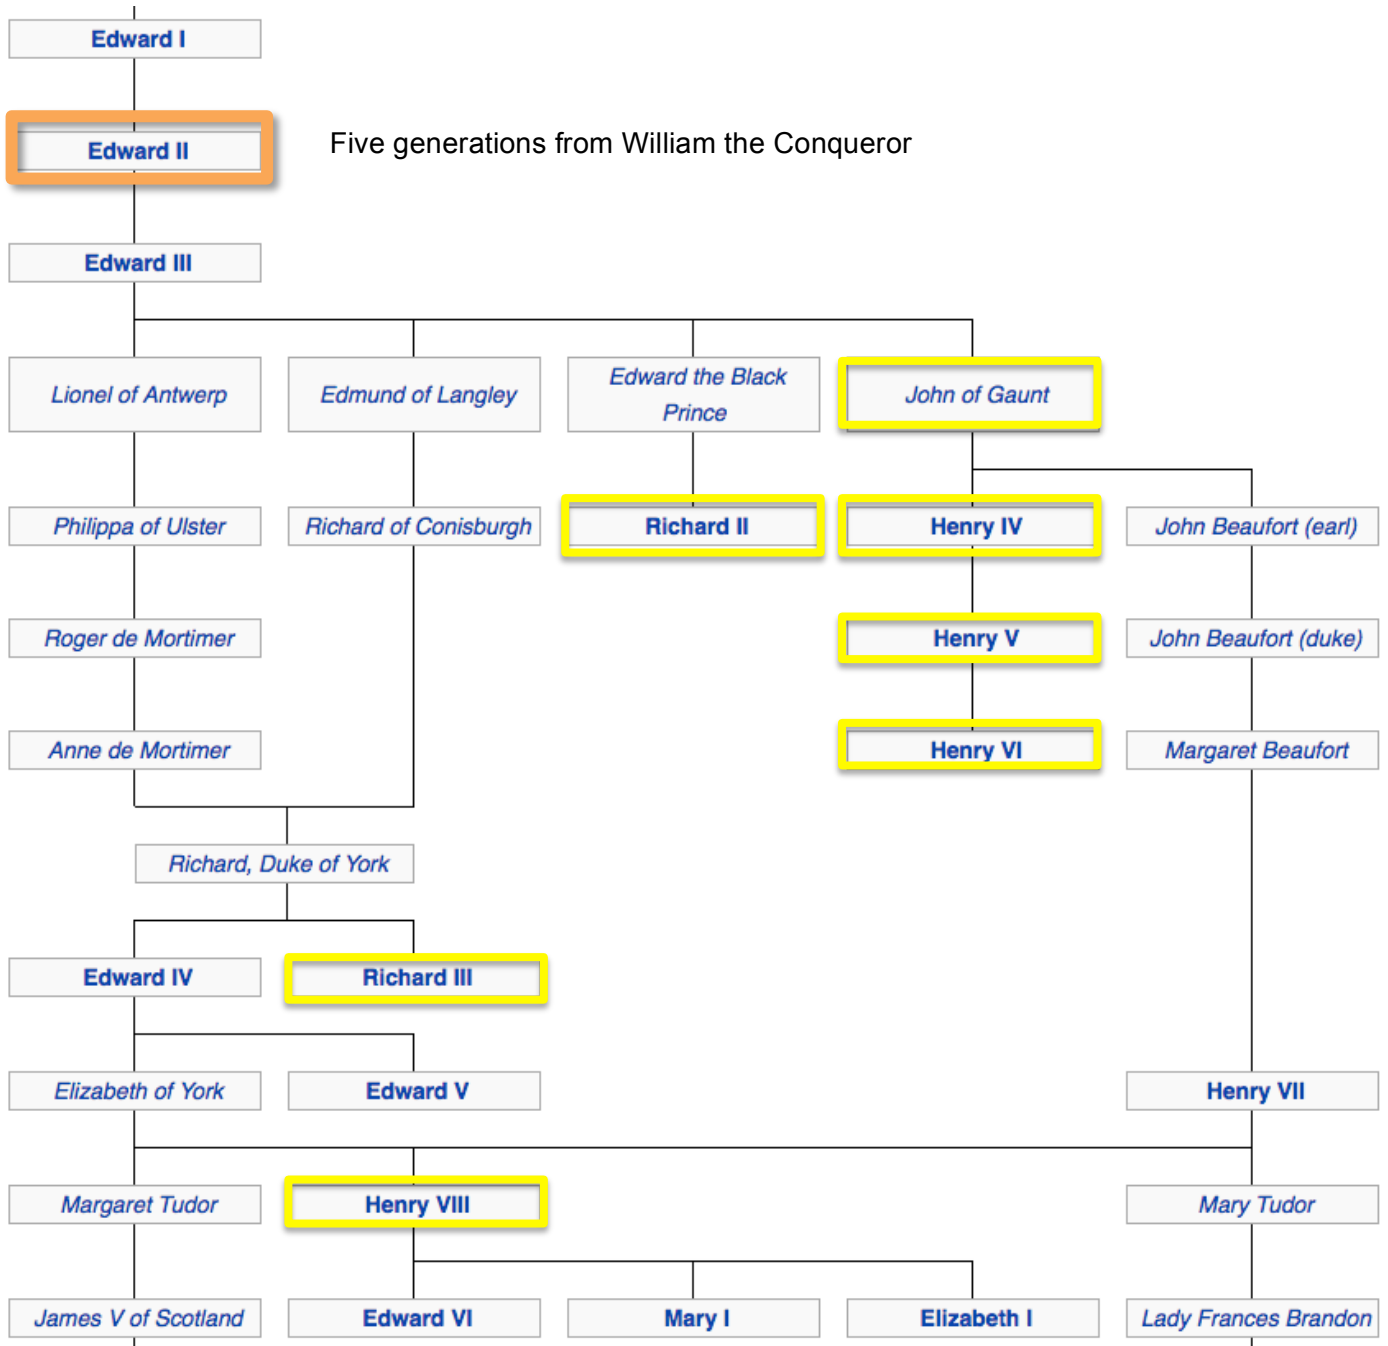 Edward I
Edward II
Five generations from William the Conqueror
Edward III
Lionel of Antwerp
Edmund of Langley
Edward the Black
Prince
John of Gaunt
Philippa of Ulster
Richard of Conisburgh
Richard II
Henry IV
John Beaufort (earl)
Roger de Mortimer
Henry V
John Beaufort (duke)
Anne de Mortimer
Henry VI
Margaret Beaufort
Richard, Duke of York
Edward IV
Richard III
Elizabeth of York
Edward V
Henry VII
Margaret Tudor
Henry VIII
Mary Tudor
James V of Scotland
Edward VI
Mary I
Elizabeth I
Lady Frances Brandon